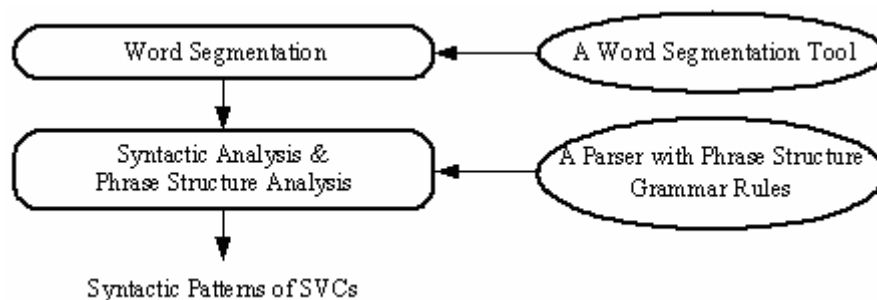 Word Segmentation
A Word Segmentation Tool
Syntactic Analysis &
Phrase Structure Analysis
A Parser with Phrase Structure
Grammar Rules
Syntactic Patterns of SVCs